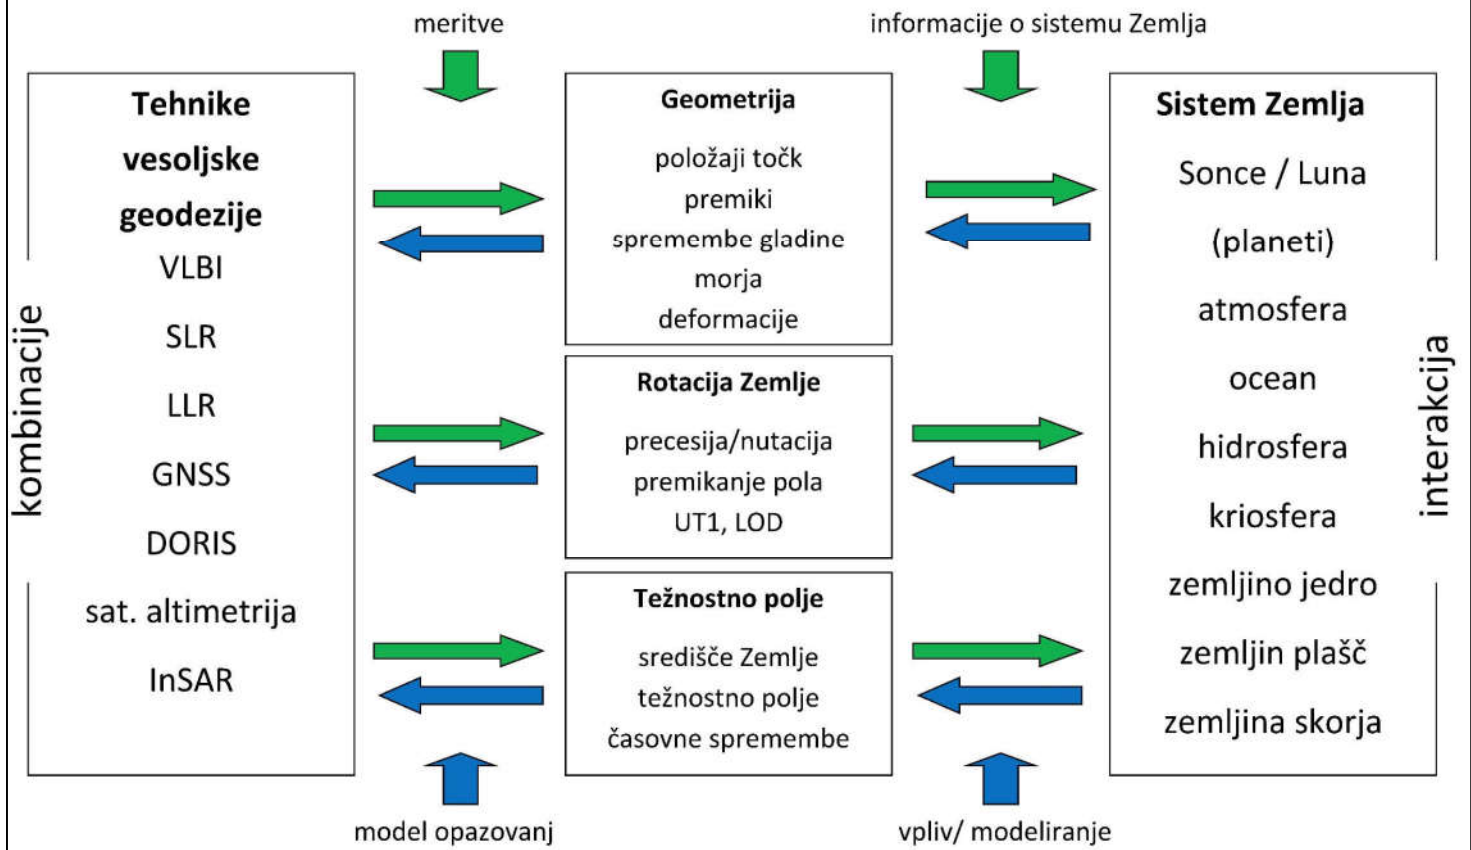 meritve
informacije o sistemu Zemlja
kombinacije
Tehnike
vesoljske
geodezije
VLBI
SLR
LLR
GNSS
DORIS
sat. altimetrija
InSAR
Geometrija
položaji točk
premiki
spremembe gladine
morja
deformacije
Rotacija Zemlje
precesija/nutacija
premikanje pola
UT1, LOD
Težnostno polje
središče Zemlje
težnostno polje
časovne spremembe
Sistem Zemlja
Sonce / Luna
(planeti)
atmosfera
ocean
hidrosfera
kriosfera
zemljino jedro
zemljin plašč
zemljina skorja
interakcija
model opazovanj
vpliv/ modeliranje